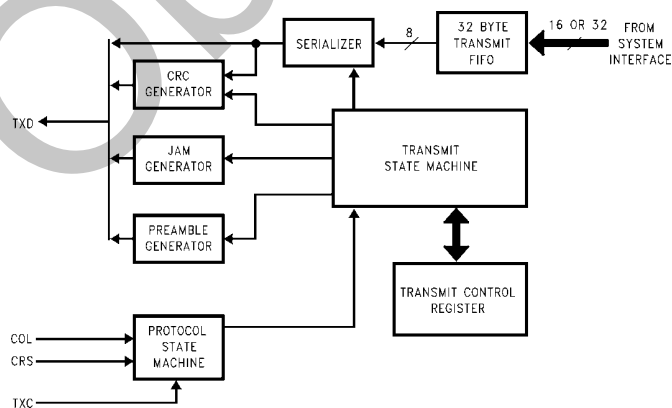 SERIALIZER
8
32 BYTE
TRANSMIT
FIFO
16 OR 32
FROM
SYSTEM
INTERFACE
CRC
GENERATOR
TXD
JAM
GENERATOR
TRANSMIT
STATE MACHINE
PREAMBLE
GENERATOR
TRANSMIT CONTROL
REGISTER
PROTOCOL
STATE
MACHINE
COL
CRS
TXC